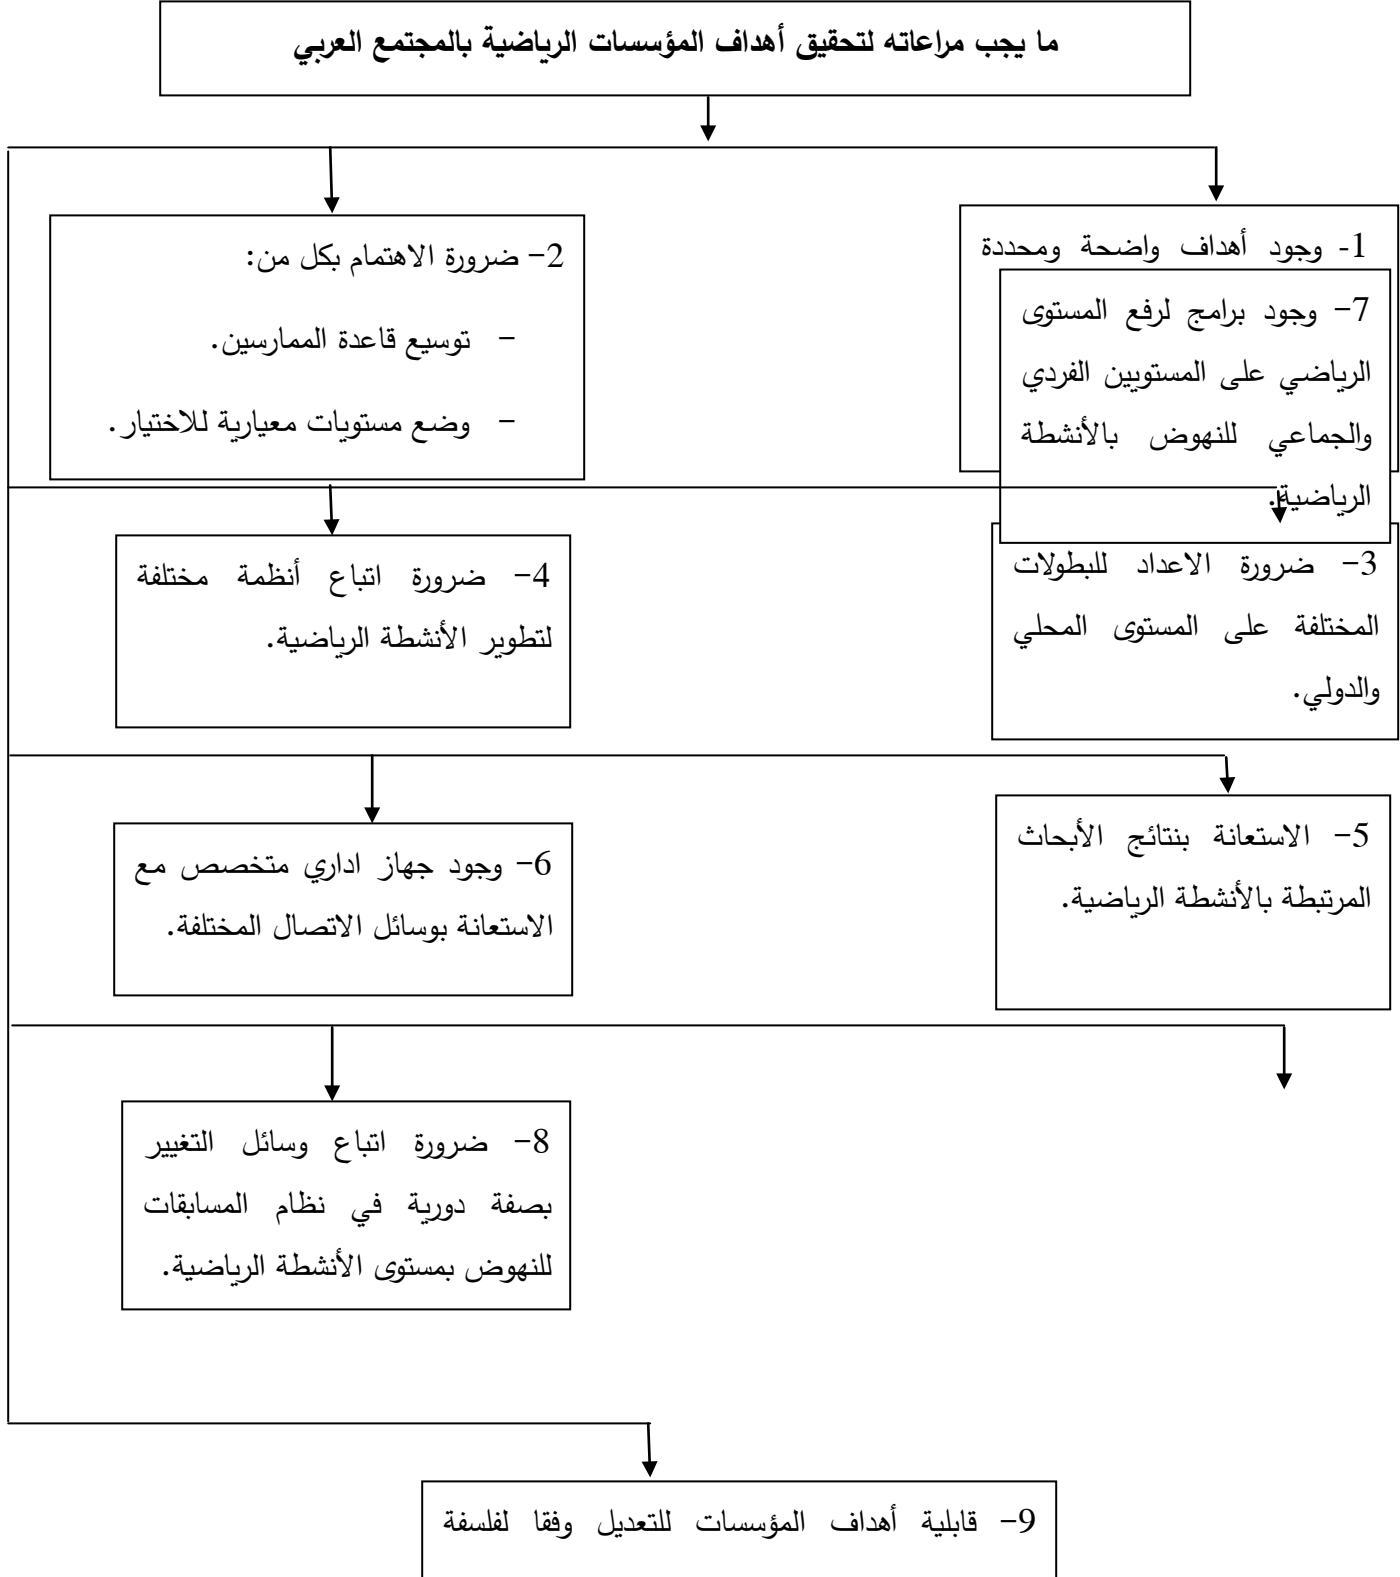 ما يجب مراعاته لتحقيق أهداف المؤسسات الرياضية بالمجتمع العربي
1- وجود أهداف واضحة ومحددة
2- ضرورة الاهتمام بكل من:
- توسيع قاعدة الممارسين.
- وضع مستويات معيارية للاختيار.
7- وجود برامج لرفع المستوى
الرياضي على المستويين الفردي
والجماعي للنهوض بالأنشطة
الرياضية.
3- ضرورة الاعداد للبطولات
المختلفة على المستوى المحلي
والدولي.
4- ضرورة اتباع أنظمة مختلفة
لتطوير الأنشطة الرياضية.
5- الاستعانة بنتائج الأبحاث
المرتبطة بالأنشطة الرياضية.
6- وجود جهاز اداري متخصص مع
الاستعانة بوسائل الاتصال المختلفة.
8- ضرورة اتباع وسائل التغيير
بصفة دورية في نظام المسابقات
للنهوض بمستوى الأنشطة الرياضية.
9- قابلية أهداف المؤسسات للتعديل وفقا لفلسفة